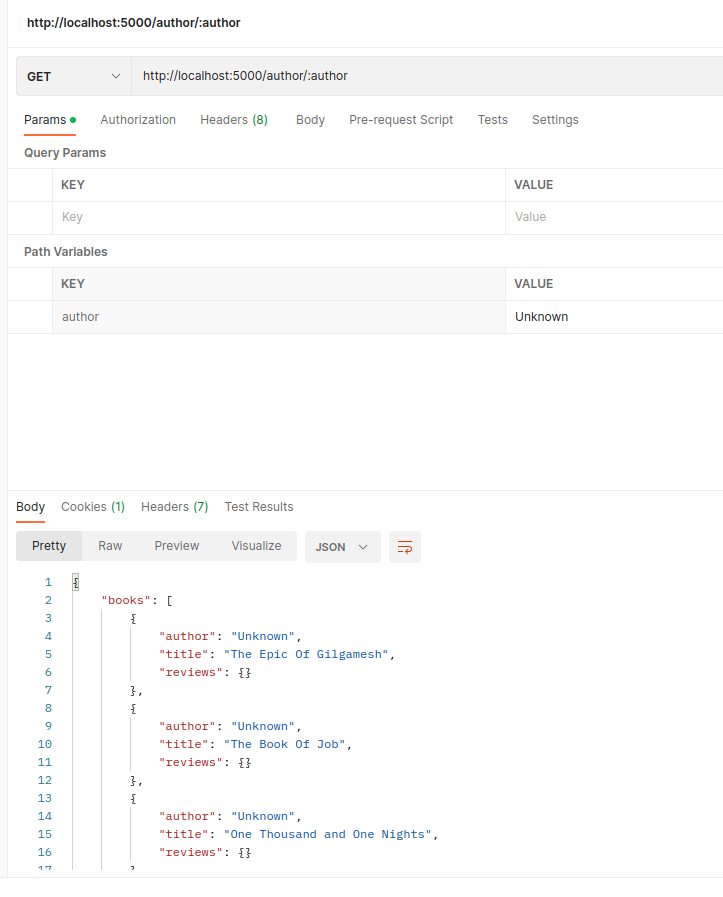 http://localhost:5000/author/:author
GET http://localhost:5000/author/:author
Params Authorization Headers (8) Body Pre-request Script Tests Settings
Query Params
KEY VALUE
Key Value
Path Variables
KEY VALUE
author Unknown
Body Cookies (1) Headers (7) Test Results
Pretty Raw Preview Visualize JSON
1 {
2 "books": [
3 {
4 "author": "Unknown",
5 "title": "The Epic Of Gilgamesh",
6 "reviews": {}
7 },
8 {
9 "author": "Unknown",
10 "title": "The Book Of Job",
11 "reviews": {}
12 },
13 {
14 "author": "Unknown",
15 "title": "One Thousand and One Nights",
16 "reviews": {}
17 }